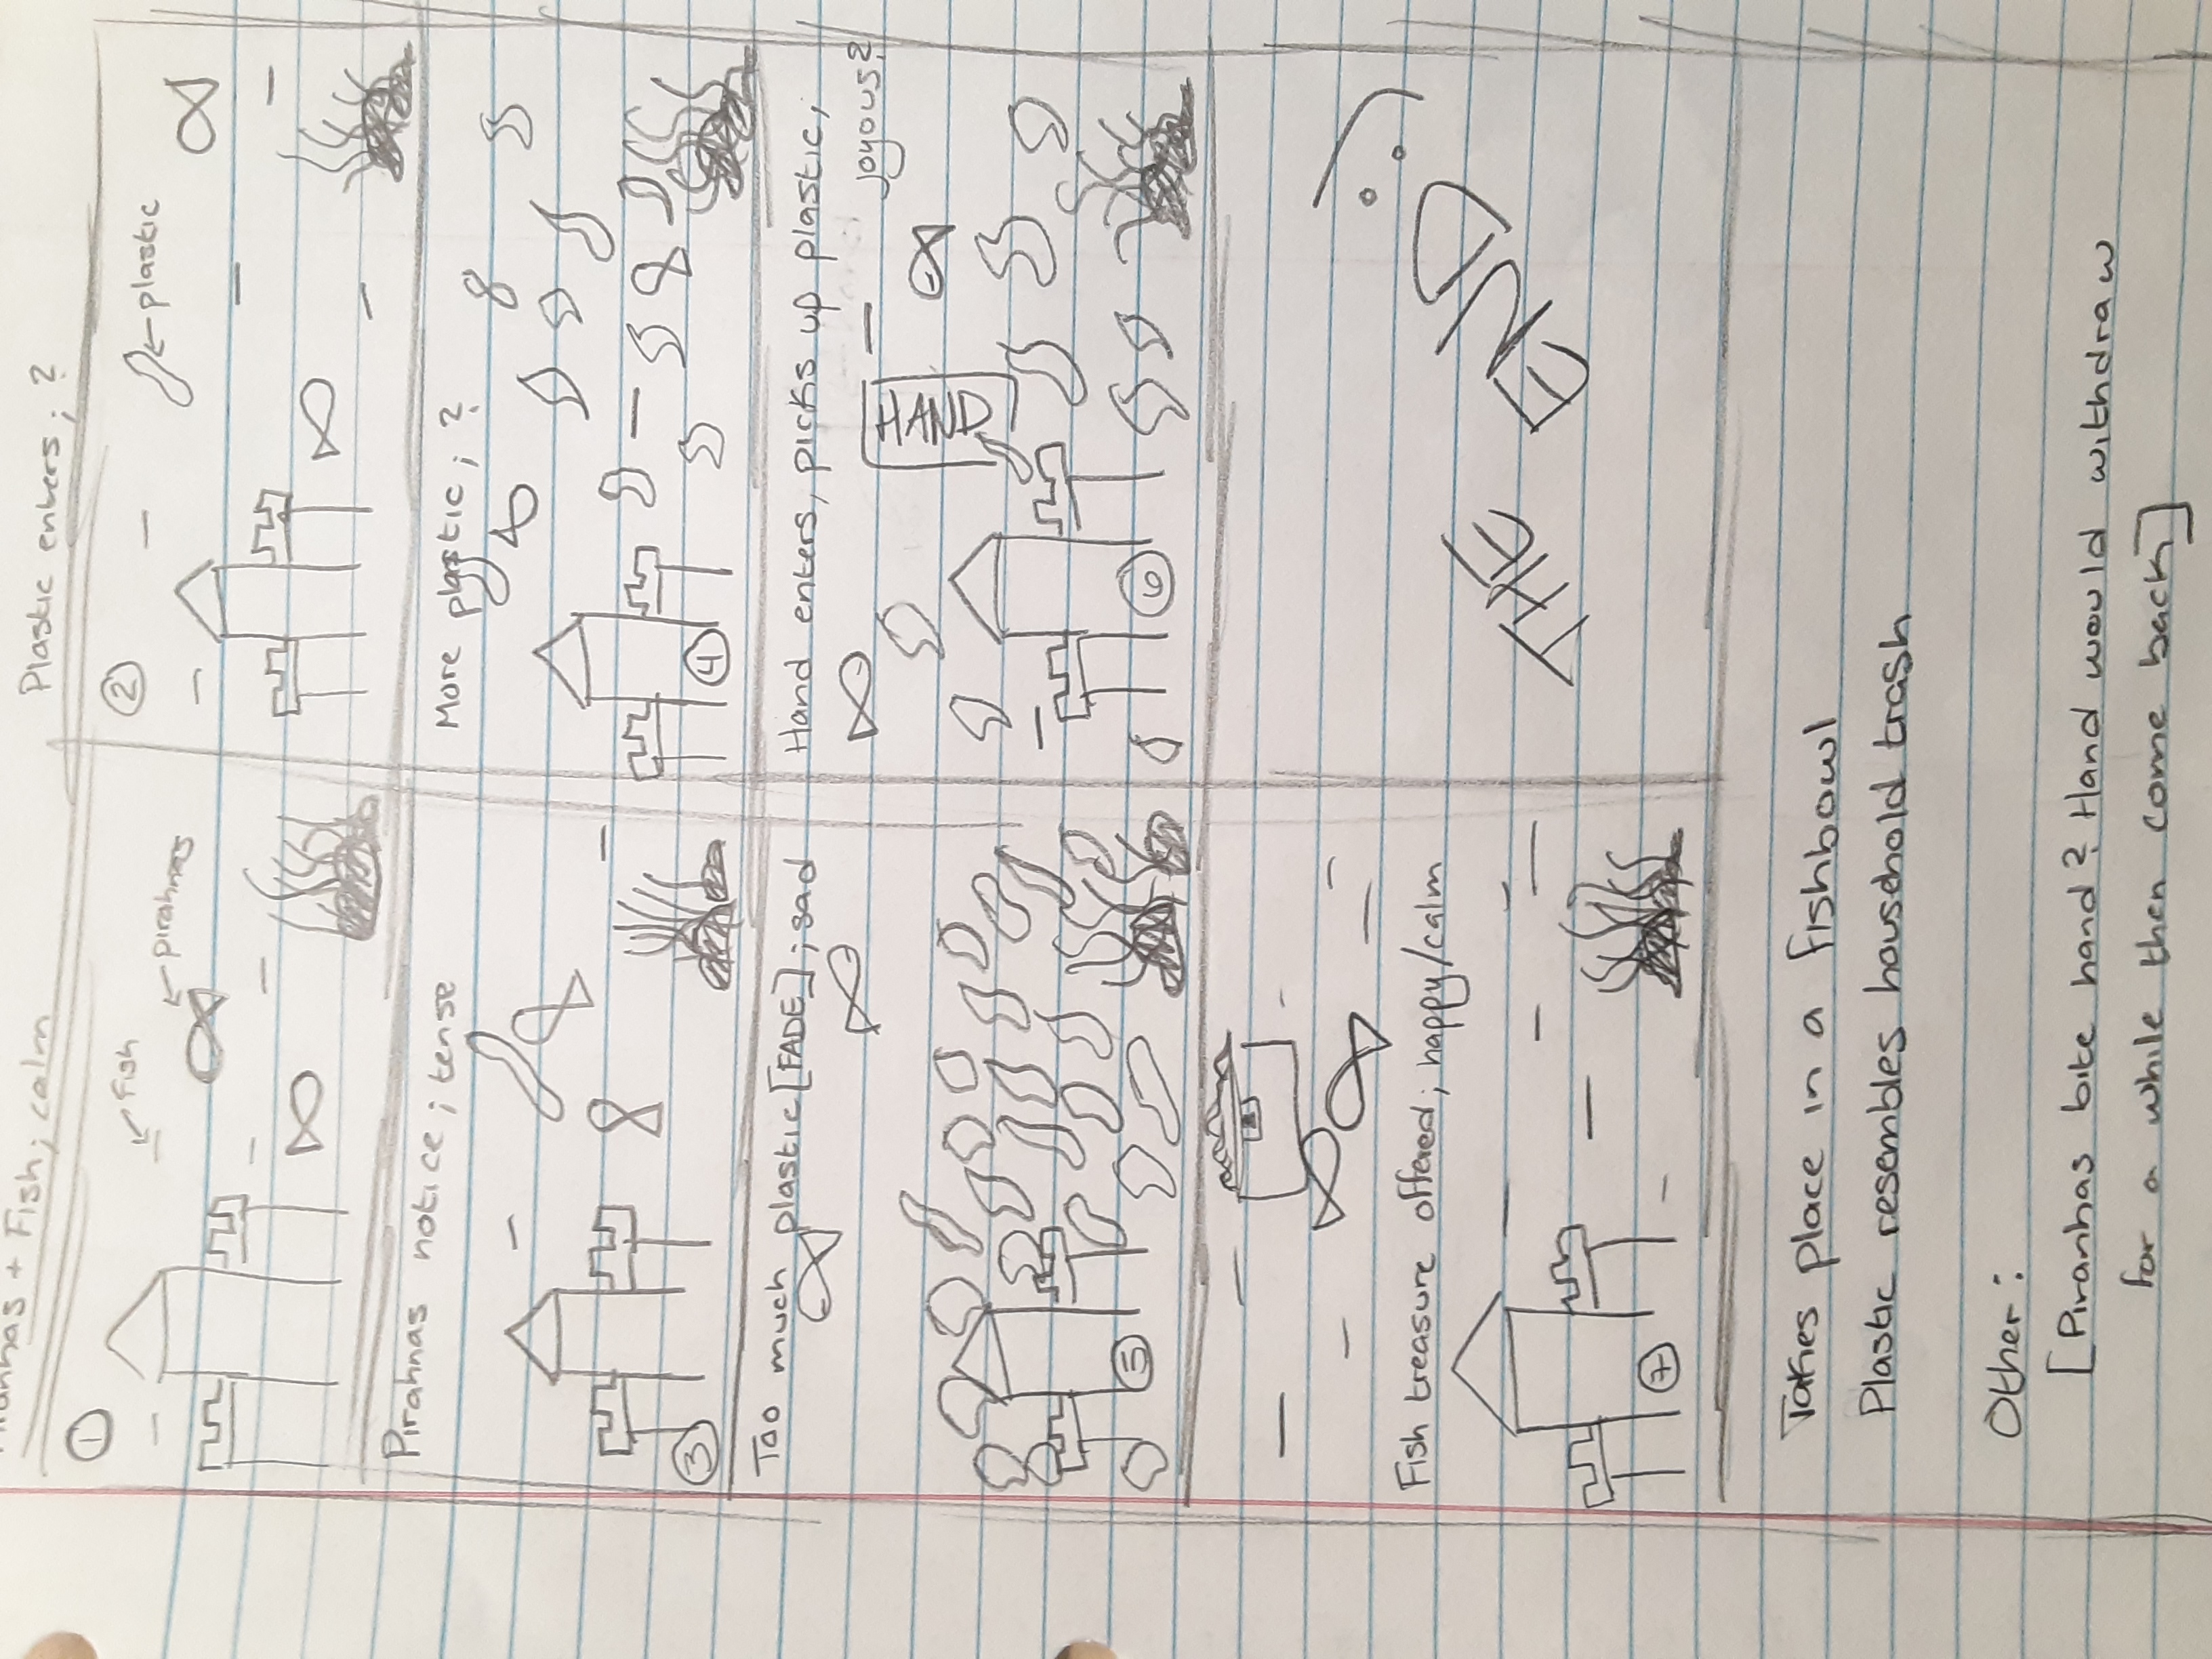 Piranhas + Fish; calm
①
Fish
pirahnas
Plastic enters; ?
②
plastic
Pirahnas notice; tense
③
More plastic; ?
④
Too much plastic [FADE]; sad
⑤
Hand enters, picks up plastic;
joyous?
HAND
⑥
Fish treasure offered; happy/calm
⑦
THE END :)
Takes place in a fishbowl
Plastic resembles household trash
Other:
[Piranhas bite hand? Hand would withdraw
for a while then come back]